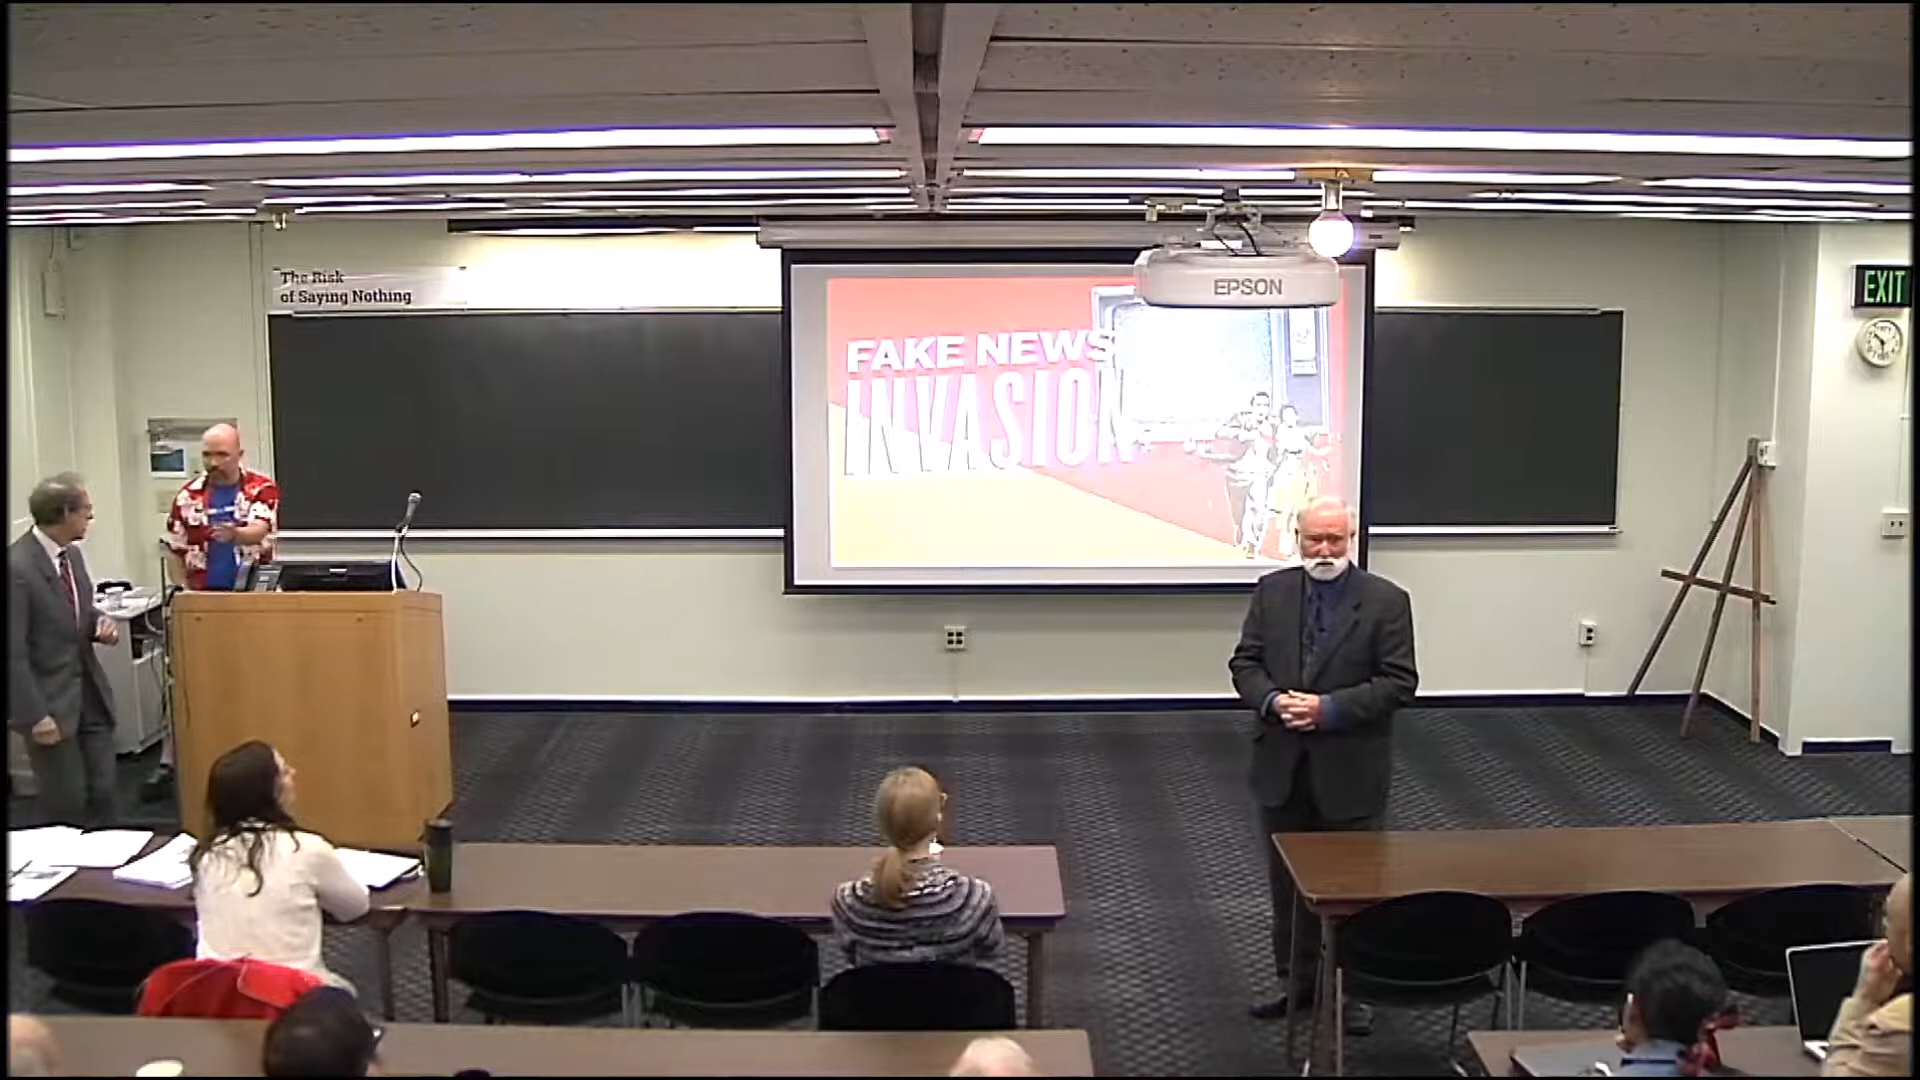 The Risk
of Saying Nothing
EPSON
EXIT
FAKE NEWS
INVASION